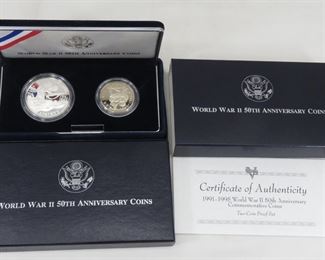 WORLD WAR II 50TH ANNIVERSARY COINS
WORLD WAR II 50TH ANNIVERSARY COINS
WORLD WAR II 50TH ANNIVERSARY COINS
Certificate of Authenticity
1991-1995 World War II 50th Anniversary
Commemorative Coins
Two-Coin Proof Set